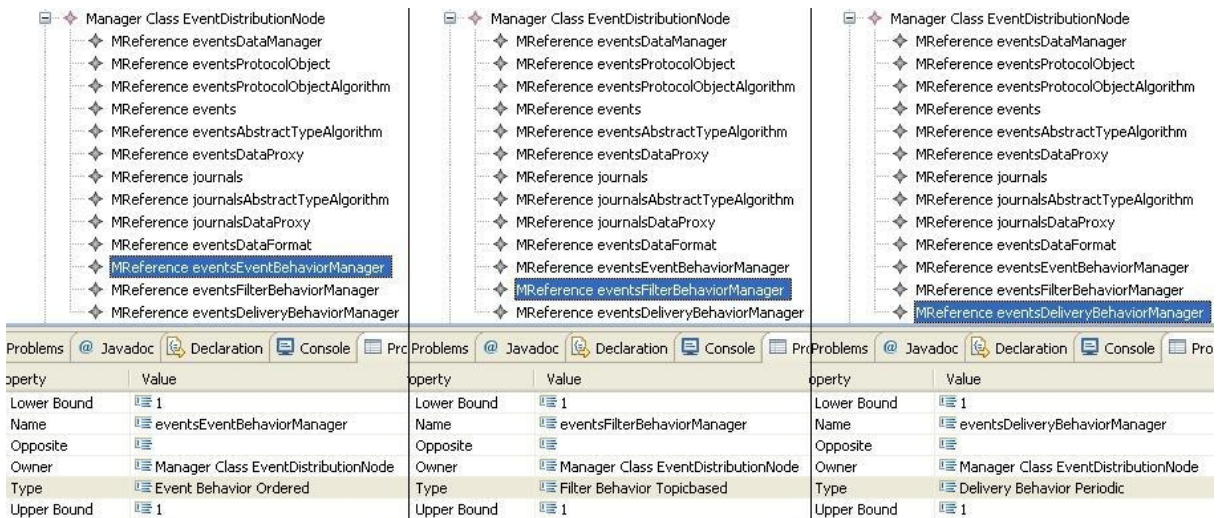 Manager Class EventDistributionNode
MReference eventsDataManager
MReference eventsProtocolObject
MReference eventsProtocolObjectAlgorithm
MReference events
MReference eventsAbstractTypeAlgorithm
MReference eventsDataProxy
MReference journals
MReference journalsAbstractTypeAlgorithm
MReference journalsDataProxy
MReference eventsDataFormat
MReference eventsEventBehaviorManager
MReference eventsFilterBehaviorManager
MReference eventsDeliveryBehaviorManager
Problems @ Javadoc Declaration Console Pro
operty Value
Lower Bound 1
Name eventsEventBehaviorManager
Opposite
Owner Manager Class EventDistributionNode
Type Event Behavior Ordered
Upper Bound 1
Manager Class EventDistributionNode
MReference eventsDataManager
MReference eventsProtocolObject
MReference eventsProtocolObjectAlgorithm
MReference events
MReference eventsAbstractTypeAlgorithm
MReference eventsDataProxy
MReference journals
MReference journalsAbstractTypeAlgorithm
MReference journalsDataProxy
MReference eventsDataFormat
MReference eventsEventBehaviorManager
MReference eventsFilterBehaviorManager
MReference eventsDeliveryBehaviorManager
Problems @ Javadoc Declaration Console Pro
operty Value
Lower Bound 1
Name eventsFilterBehaviorManager
Opposite
Owner Manager Class EventDistributionNode
Type Filter Behavior Topicbased
Upper Bound 1
Manager Class EventDistributionNode
MReference eventsDataManager
MReference eventsProtocolObject
MReference eventsProtocolObjectAlgorithm
MReference events
MReference eventsAbstractTypeAlgorithm
MReference eventsDataProxy
MReference journals
MReference journalsAbstractTypeAlgorithm
MReference journalsDataProxy
MReference eventsDataFormat
MReference eventsEventBehaviorManager
MReference eventsFilterBehaviorManager
MReference eventsDeliveryBehaviorManager
Problems @ Javadoc Declaration Console Pro
operty Value
Lower Bound 1
Name eventsDeliveryBehaviorManager
Opposite
Owner Manager Class EventDistributionNode
Type Delivery Behavior Periodic
Upper Bound 1